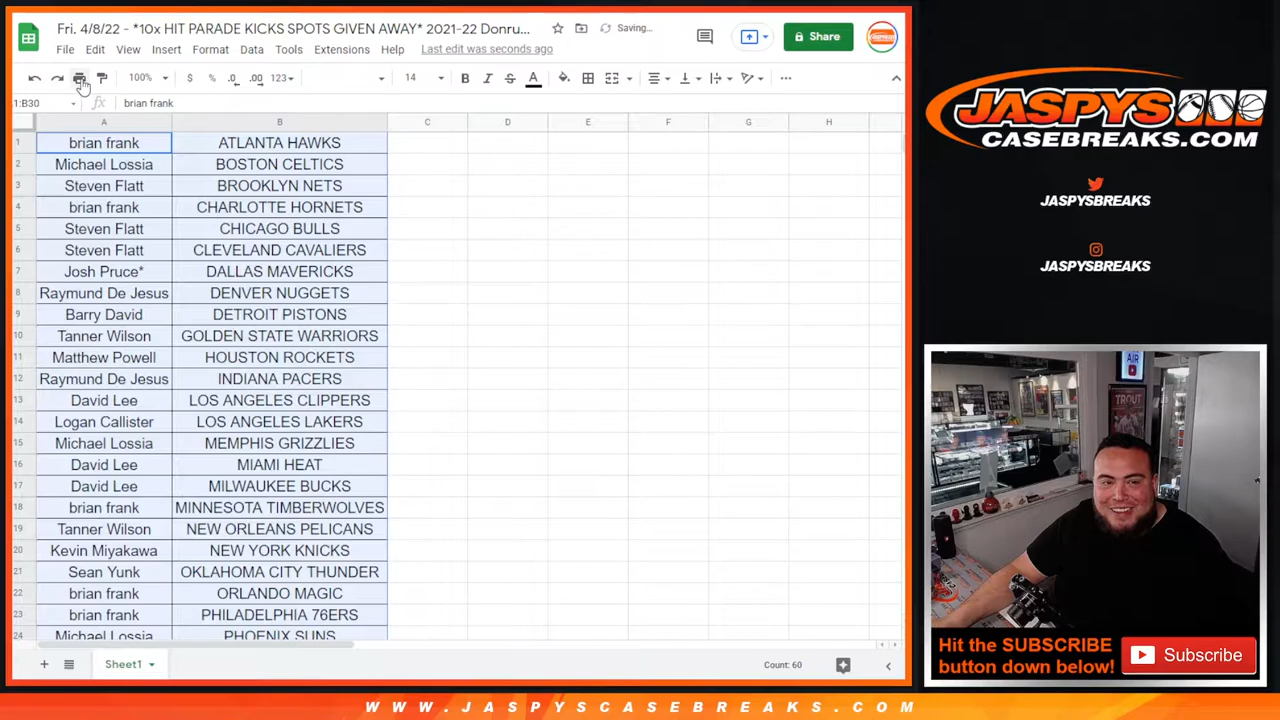 Fri. 4/8/22 - *10x HIT PARADE KICKS SPOTS GIVEN AWAY* 2021-22 Donru...
Saving...
File Edit View Insert Format Data Tools Extensions Help Last edit was seconds ago
Share
100% $ % .0 .00 123 14 B I S A
1:B30 fx brian frank
A B C D E F G H
1 brian frank ATLANTA HAWKS
2 Michael Lossia BOSTON CELTICS
3 Steven Flatt BROOKLYN NETS
4 brian frank CHARLOTTE HORNETS
5 Steven Flatt CHICAGO BULLS
6 Steven Flatt CLEVELAND CAVALIERS
7 Josh Pruce* DALLAS MAVERICKS
8 Raymund De Jesus DENVER NUGGETS
9 Barry David DETROIT PISTONS
10 Tanner Wilson GOLDEN STATE WARRIORS
11 Matthew Powell HOUSTON ROCKETS
12 Raymund De Jesus INDIANA PACERS
13 David Lee LOS ANGELES CLIPPERS
14 Logan Callister LOS ANGELES LAKERS
15 Michael Lossia MEMPHIS GRIZZLIES
16 David Lee MIAMI HEAT
17 David Lee MILWAUKEE BUCKS
18 brian frank MINNESOTA TIMBERWOLVES
19 Tanner Wilson NEW ORLEANS PELICANS
20 Kevin Miyakawa NEW YORK KNICKS
21 Sean Yunk OKLAHOMA CITY THUNDER
22 brian frank ORLANDO MAGIC
23 brian frank PHILADELPHIA 76ERS
24 Michael Lossia PHOENIX SUNS
Sheet1
Count: 60
JASPYS
CASEBREAKS.COM
JASPYSBREAKS
JASPYSBREAKS
AIR
TROUT
Hit the SUBSCRIBE
button down below!
Subscribe
WWW.JASPYSCASEBREAKS.COM